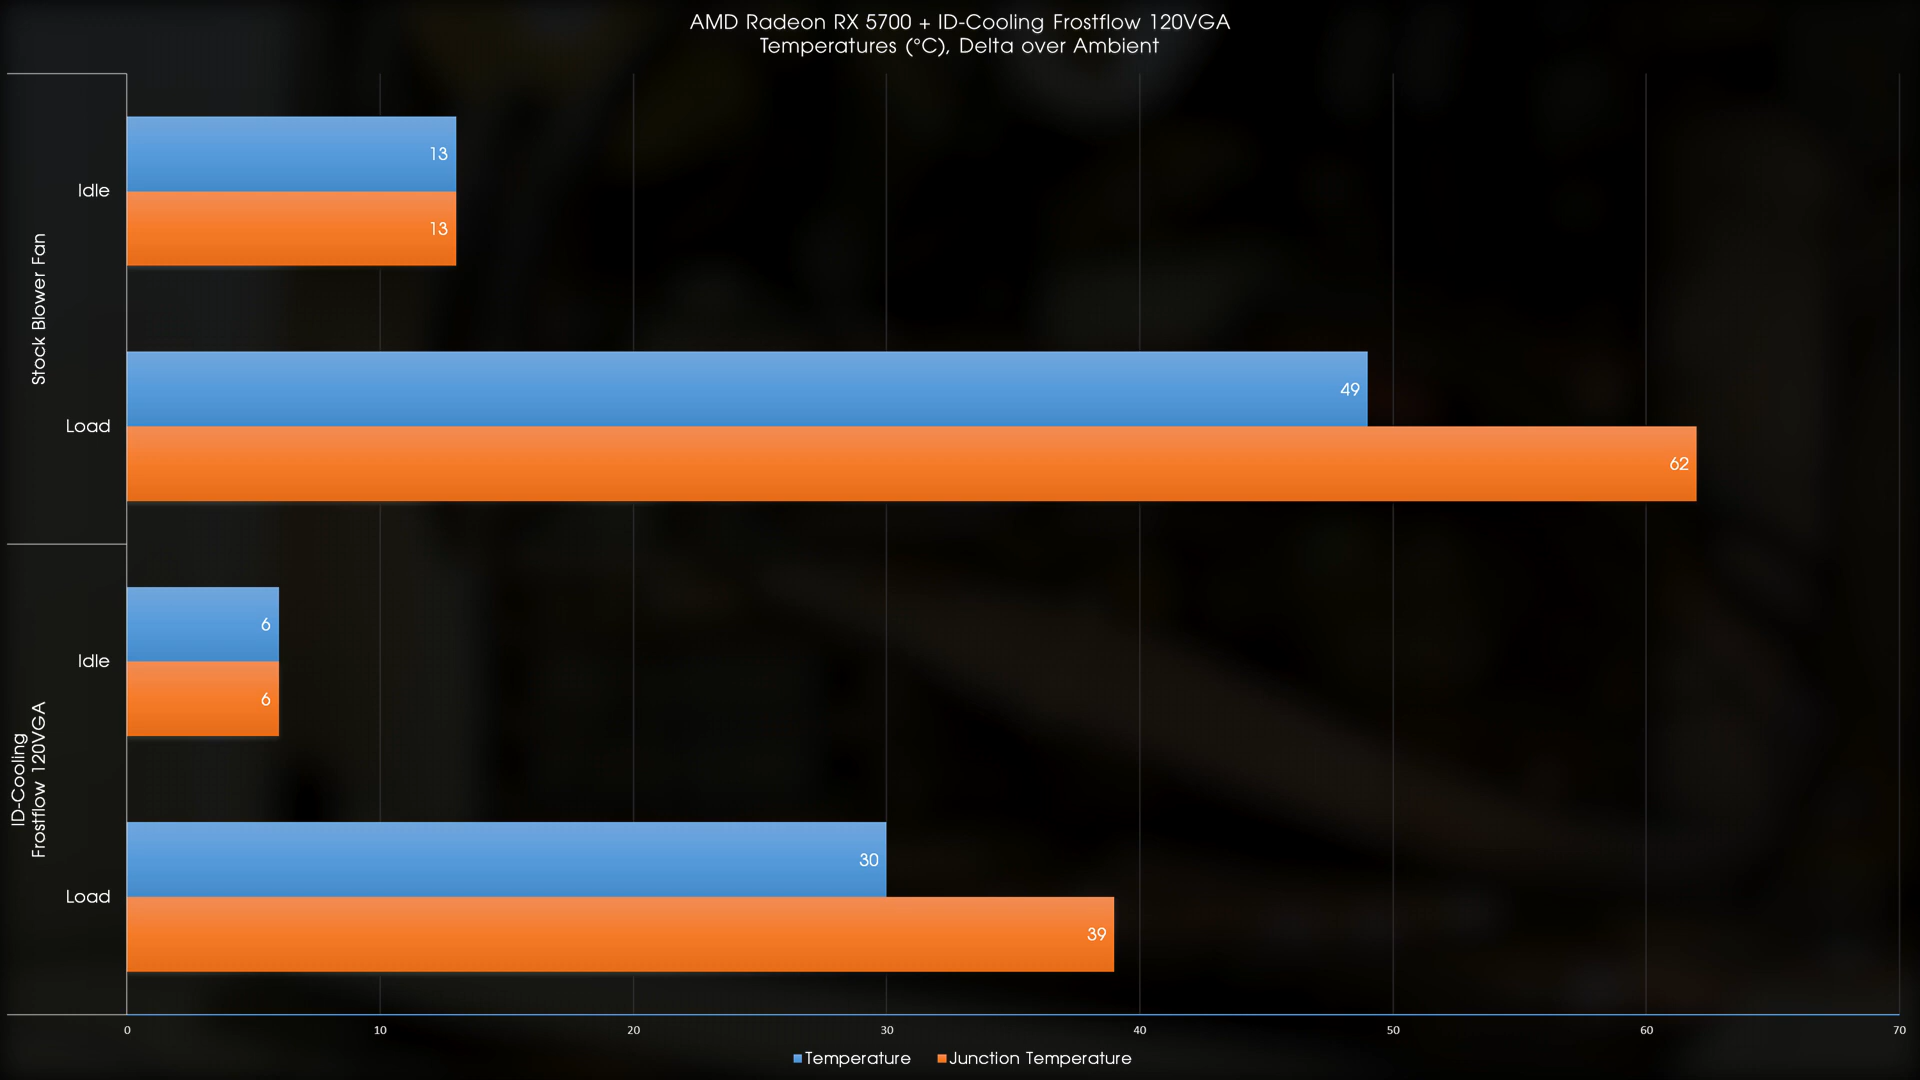 AMD Radeon RX 5700 + ID-Cooling Frostflow 120VGA
Temperatures (°C), Delta over Ambient
Stock Blower Fan
Idle
13
13
Load
49
62
ID-Cooling
Frostflow 120VGA
Idle
6
6
Load
30
39
0 10 20 30 40 50 60 70
Temperature Junction Temperature